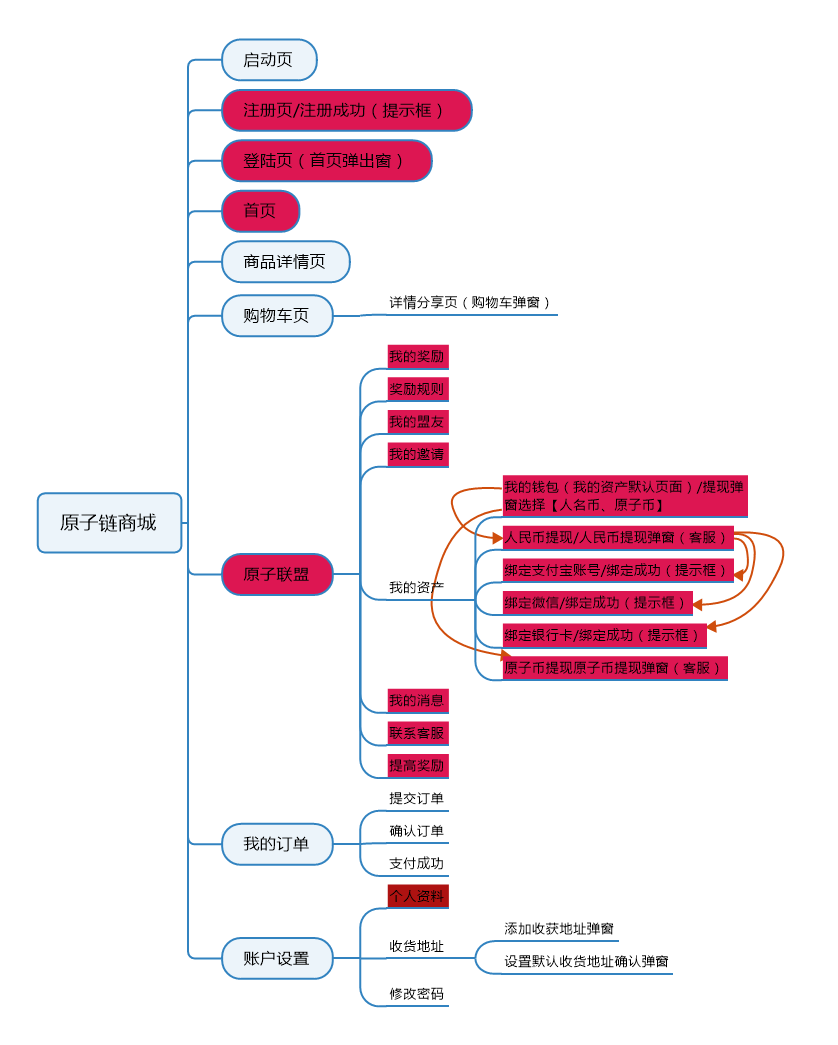 启动页
注册页/注册成功（提示框）
登陆页（首页弹出窗）
首页
商品详情页
购物车页
详情分享页（购物车弹窗）
原子链商城
原子联盟
我的奖励
奖励规则
我的盟友
我的邀请
我的资产
我的钱包（我的资产默认页面）/提现弹
窗选择【人名币、原子币】
人民币提现/人民币提现弹窗（客服）
绑定支付宝账号/绑定成功（提示框）
绑定微信/绑定成功（提示框）
绑定银行卡/绑定成功（提示框）
原子币提现原子币提现弹窗（客服）
我的消息
联系客服
提高奖励
我的订单
提交订单
确认订单
支付成功
账户设置
个人资料
收货地址
添加收获地址弹窗
设置默认收货地址确认弹窗
修改密码